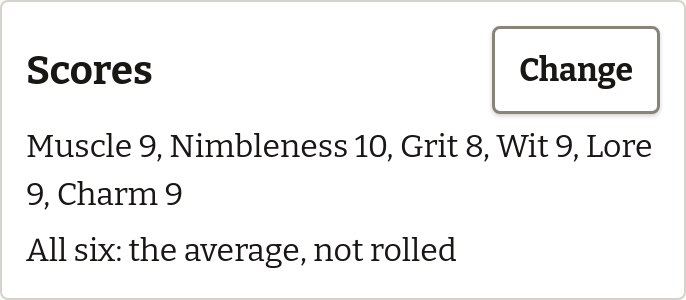 Scores
Change
Muscle 9, Nimbleness 10, Grit 8, Wit 9, Lore
9, Charm 9
All six: the average, not rolled